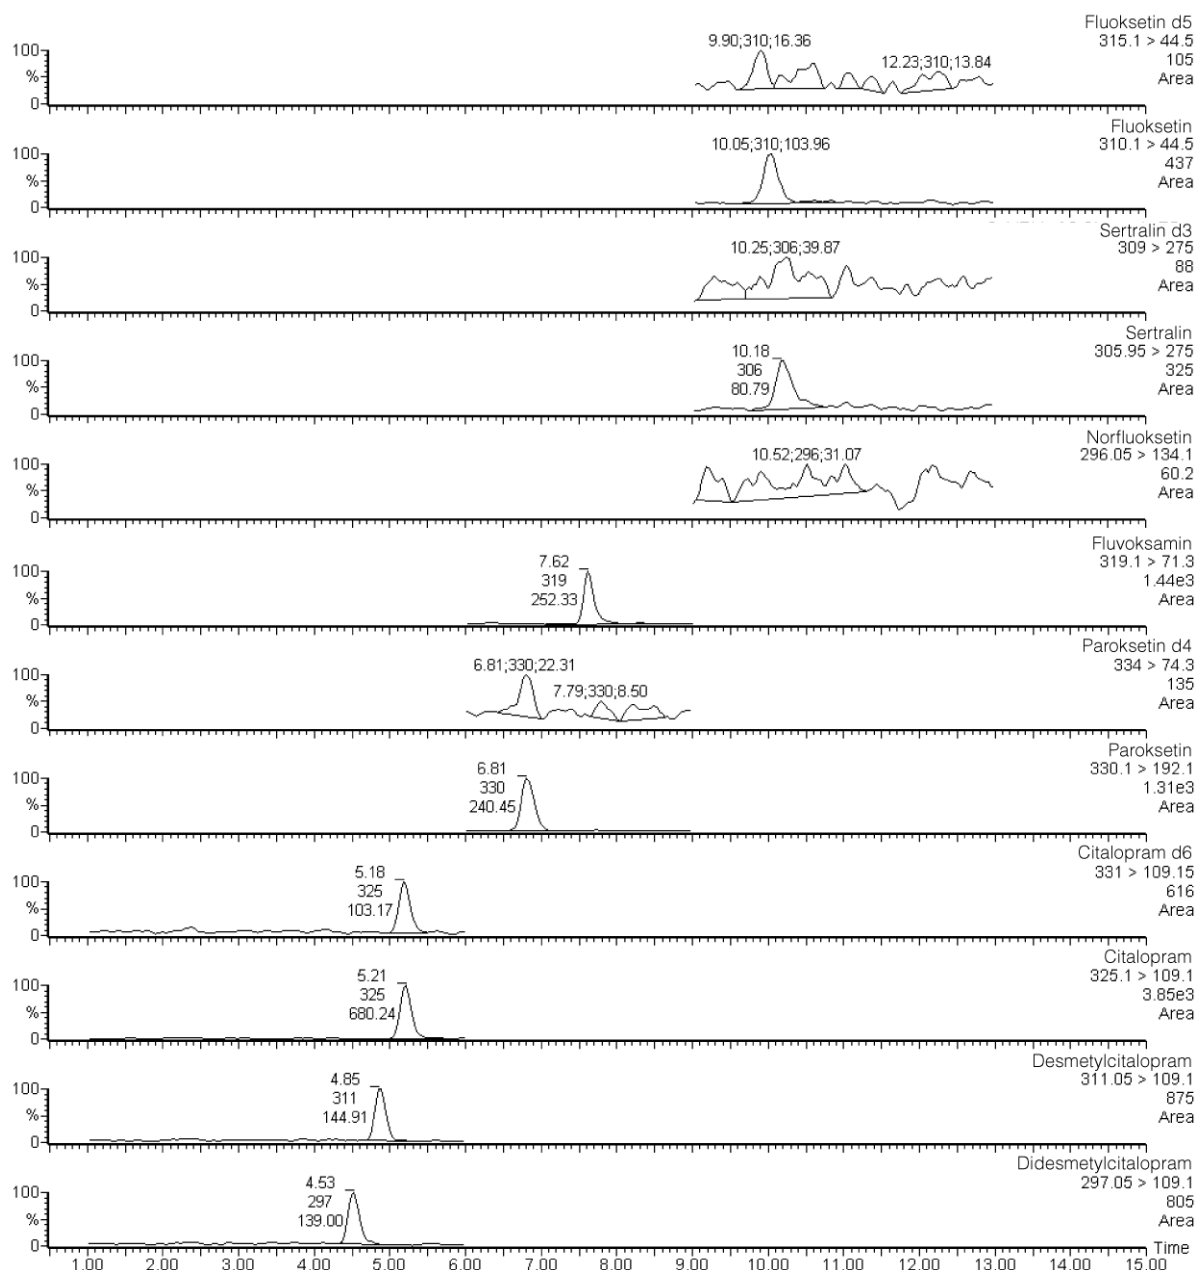 Fluoksetin d5
315.1 > 44.5
105
Area
9.90;310;16.36
12.23;310;13.84
100
%
0
Fluoksetin
310.1 > 44.5
437
Area
10.05;310;103.96
100
%
0
Sertralin d3
309 > 275
88
Area
10.25;306;39.87
100
%
0
Sertralin
305.95 > 275
325
Area
10.18
306
80.79
100
%
0
Norfluoksetin
296.05 > 134.1
60.2
Area
10.52;296;31.07
100
%
0
Fluvoksamin
319.1 > 71.3
1.44e3
Area
7.62
319
252.33
100
%
0
Paroksetin d4
334 > 74.3
135
Area
6.81;330;22.31
7.79;330;8.50
100
%
0
Paroksetin
330.1 > 192.1
1.31e3
Area
6.81
330
240.45
100
%
0
Citalopram d6
331 > 109.15
616
Area
5.18
325
103.17
100
%
0
Citalopram
325.1 > 109.1
3.85e3
Area
5.21
325
680.24
100
%
0
Desmetylcitalopram
311.05 > 109.1
875
Area
4.85
311
144.91
100
%
0
Didesmetylcitalopram
297.05 > 109.1
805
Area
4.53
297
139.00
100
%
0
Time
1.00 2.00 3.00 4.00 5.00 6.00 7.00 8.00 9.00 10.00 11.00 12.00 13.00 14.00 15.00